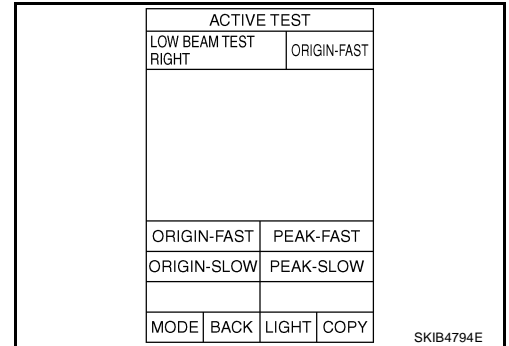 ACTIVE TEST
LOW BEAM TEST
RIGHT
ORIGIN-FAST
ORIGIN-FAST PEAK-FAST
ORIGIN-SLOW PEAK-SLOW
MODE BACK LIGHT COPY
SKIB4794E